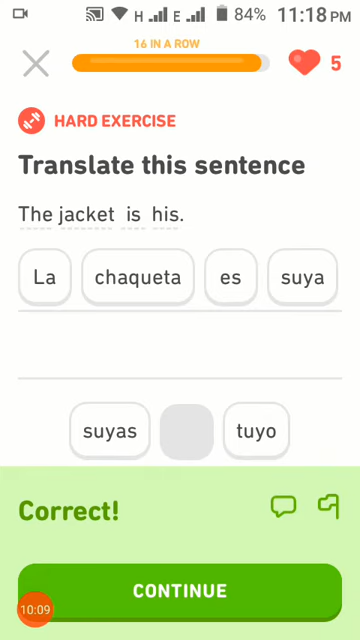 H E 84% 11:18 PM
16 IN A ROW
5
HARD EXERCISE
Translate this sentence
The jacket is his.
La chaqueta es suya
suyas tuyo
Correct!
CONTINUE
10:09